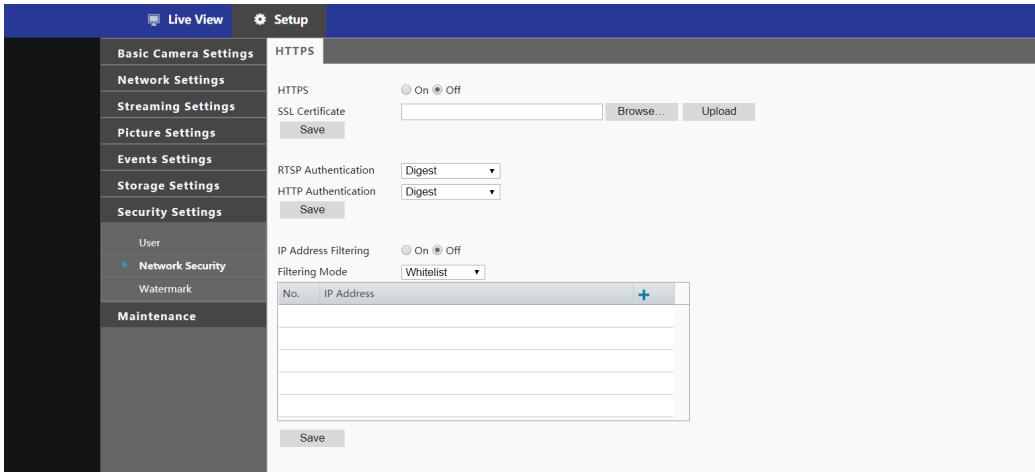 Live View Setup
Basic Camera Settings
Network Settings
Streaming Settings
Picture Settings
Events Settings
Storage Settings
Security Settings
User
Network Security
Watermark
Maintenance
HTTPS
HTTPS On Off
SSL Certificate Browse... Upload
Save
RTSP Authentication Digest
HTTP Authentication Digest
Save
IP Address Filtering On Off
Filtering Mode Whitelist
No. IP Address +
Save